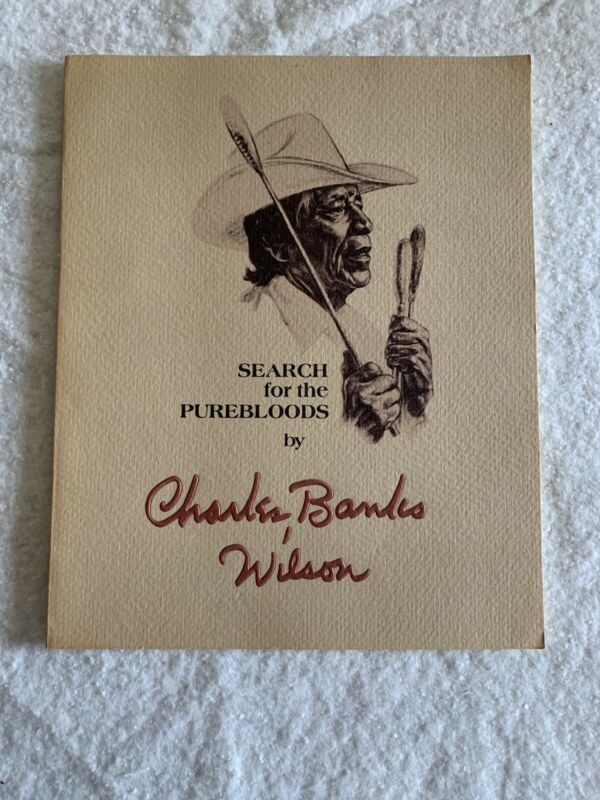 SEARCH
for the
PUREBLOODS
by
Charles Banks
Wilson